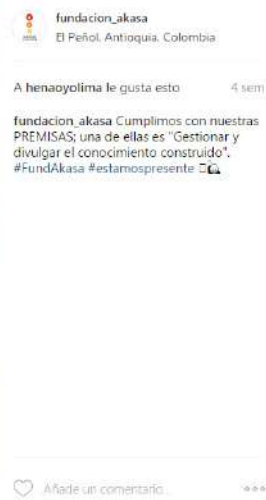 fundacion_akasa
El Peñol, Antioquia, Colombia
A henaoyolima le gusta esto 4 sem
fundacion_akasa Cumplimos con nuestras
PREMISAS; una de ellas es "Gestionar y
divulgar el conocimiento construido".
#FundAkasa #estamospresente
Añade un comentario...